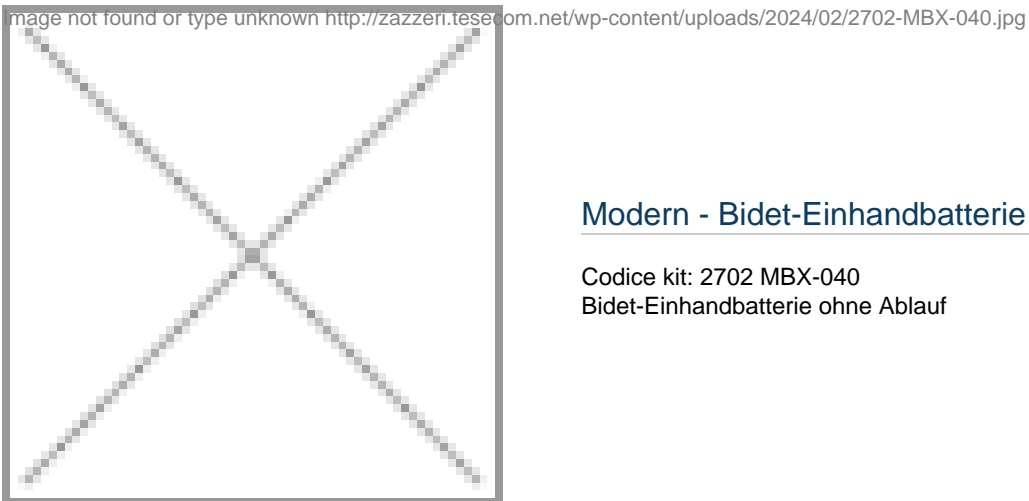 Image not found or type unknown http://zazzeri.tesecom.net/wp-content/uploads/2024/02/2702-MBX-040.jpg
Modern - Bidet-Einhandbatterie
Codice kit: 2702 MBX-040
Bidet-Einhandbatterie ohne Ablauf